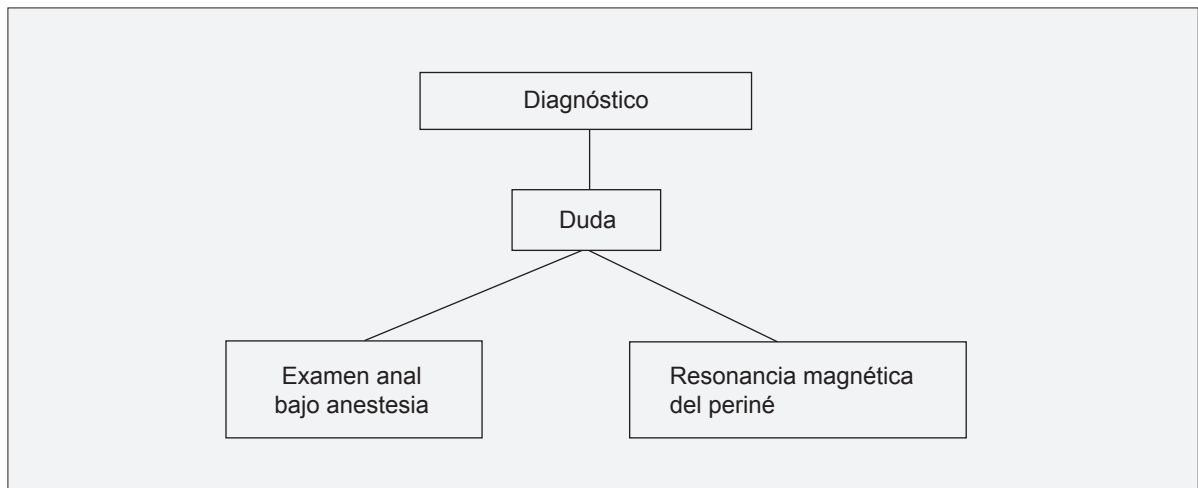 Diagnóstico
Duda
Examen anal
bajo anestesia
Resonancia magnética
del periné